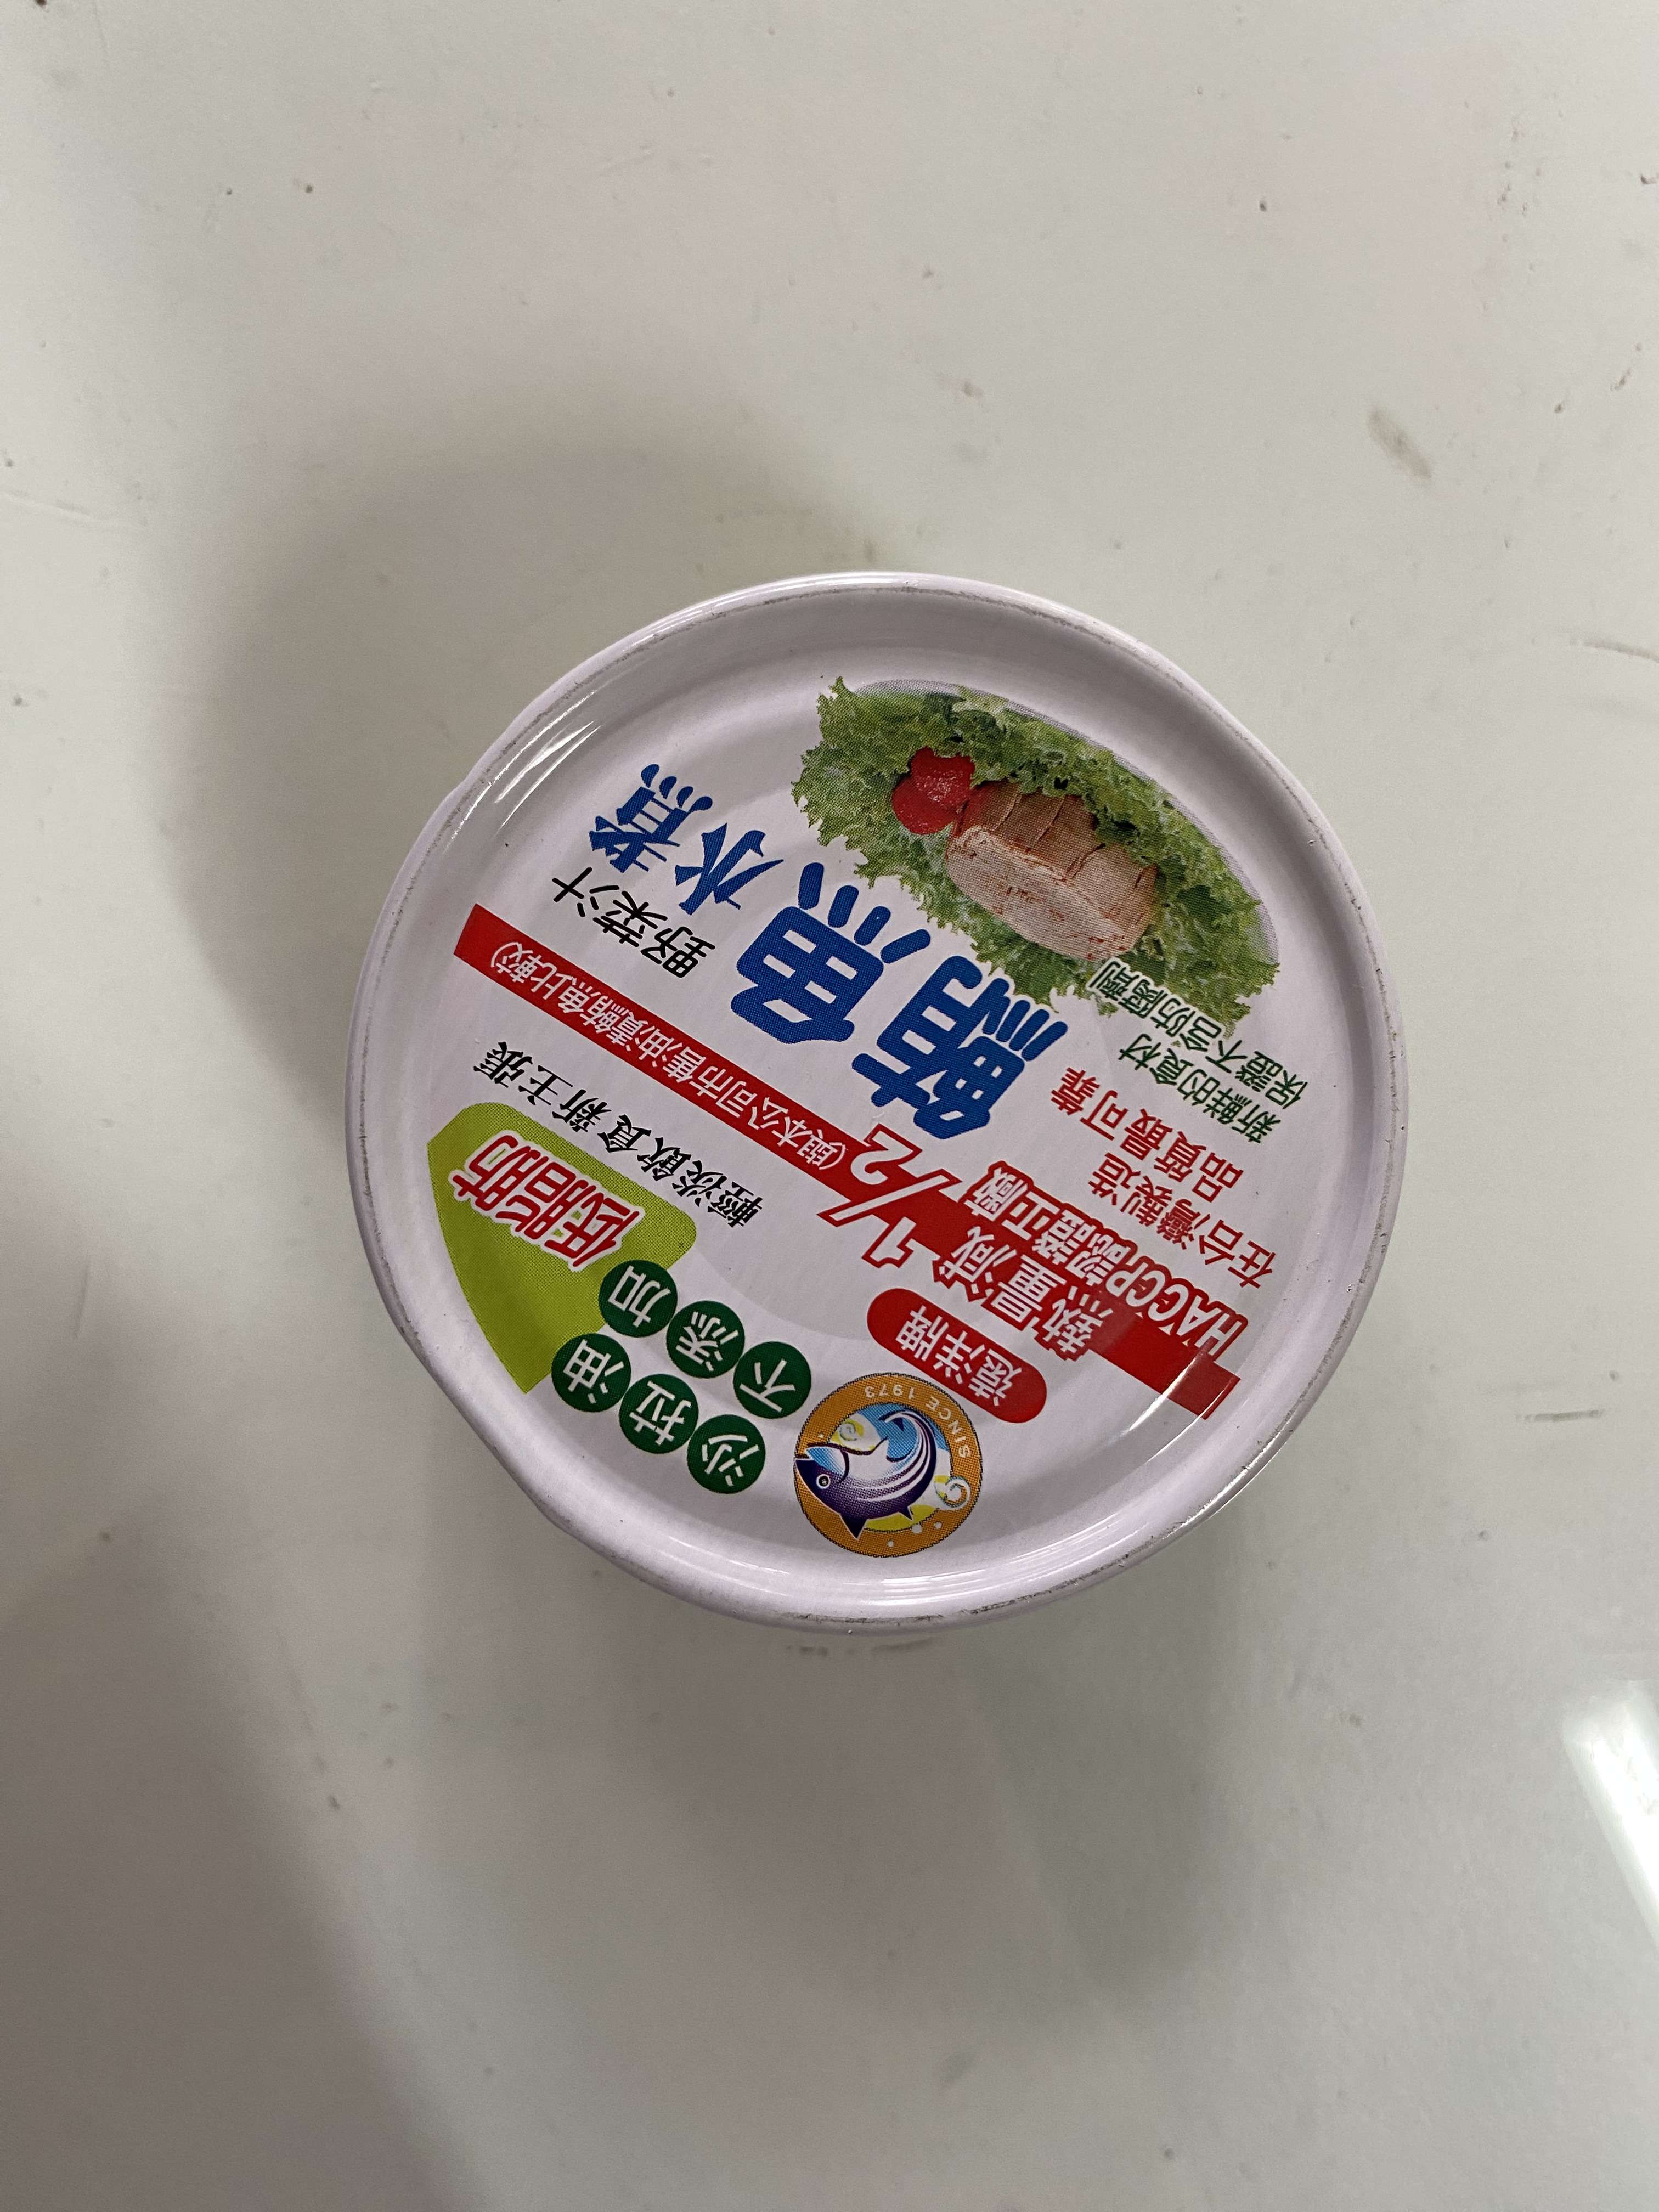 SINCE 1973
不添加
沙拉油
低脂肪
遠洋牌
輕淡飲食新主張
熱量減1/2(與本公司市售油漬鮪魚比較)
HACCP認證工廠
鮪魚
野菜汁
水煮
在台灣製造
品質最可靠
新鮮的食材
保證不含防腐劑